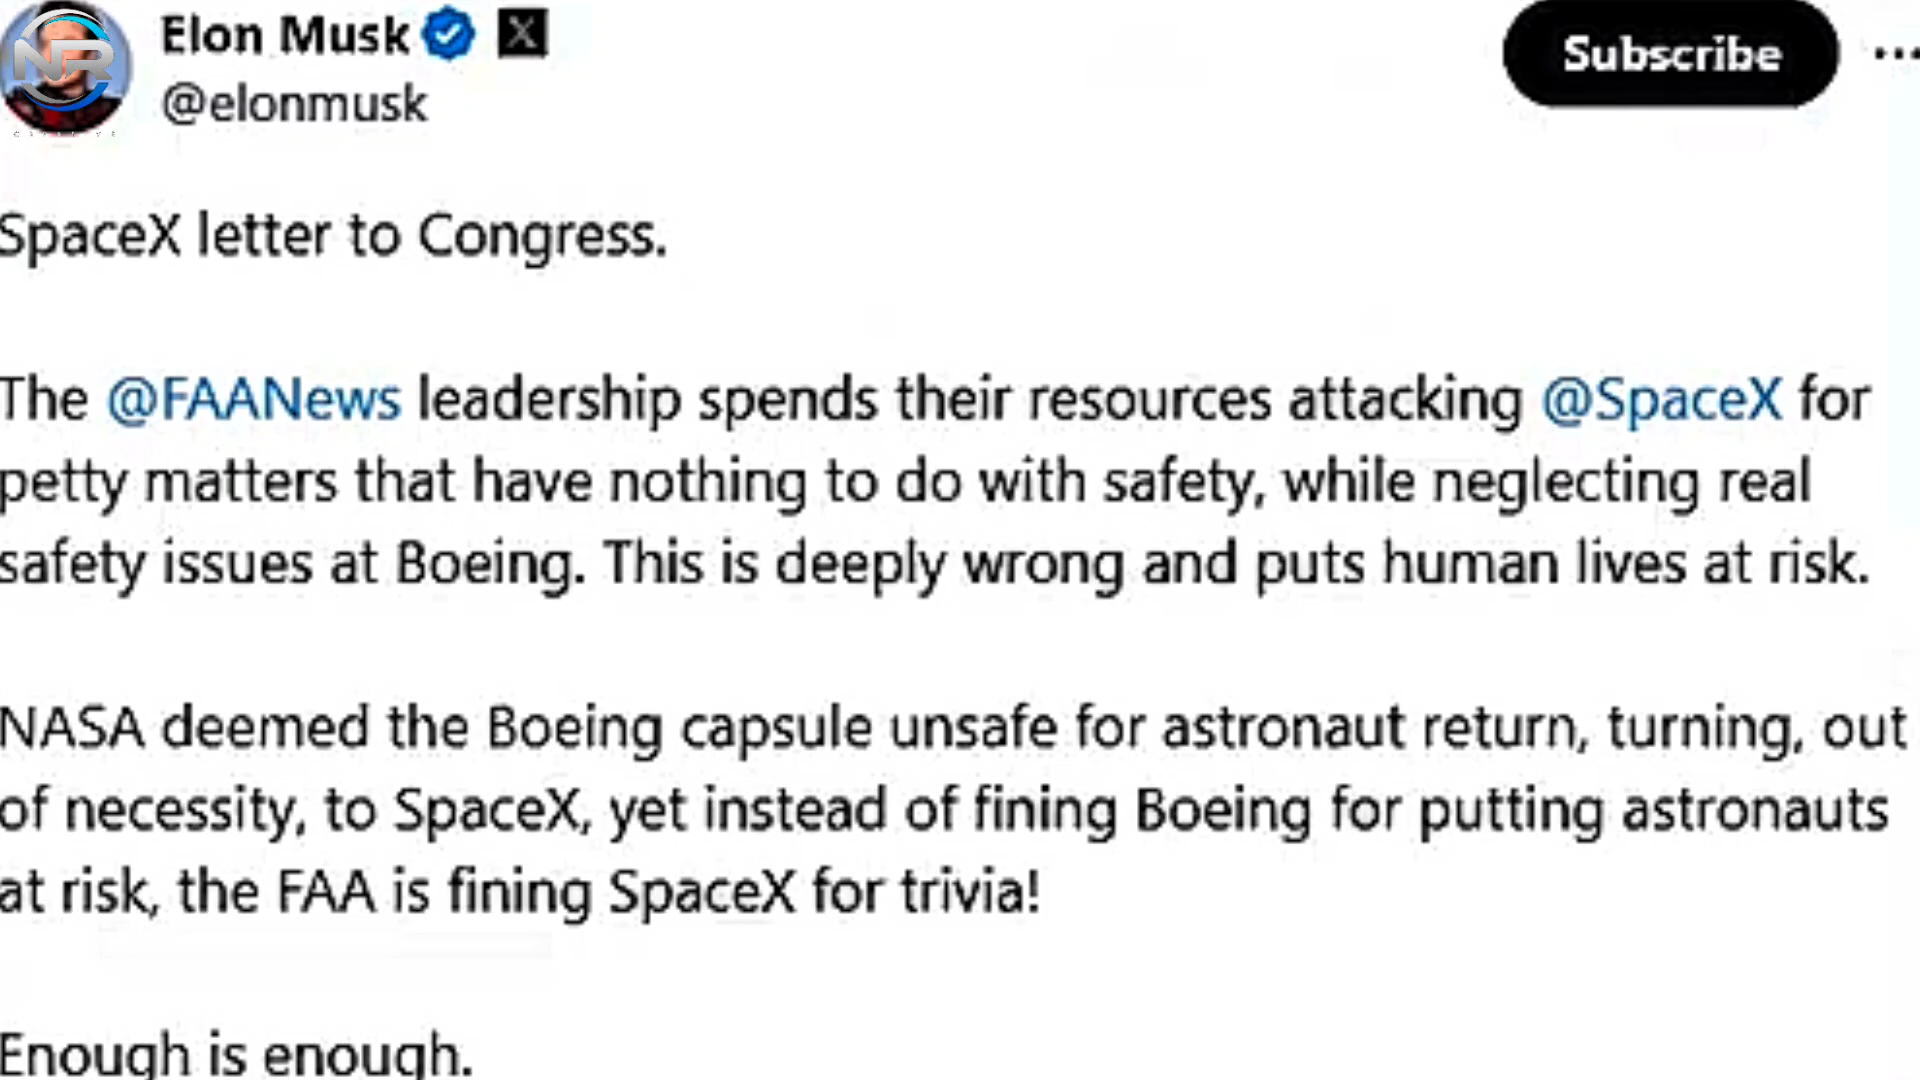 Elon Musk X
Subscribe
@elonmusk
NR
SpaceX letter to Congress.
The @FAANews leadership spends their resources attacking @SpaceX for
petty matters that have nothing to do with safety, while neglecting real
safety issues at Boeing. This is deeply wrong and puts human lives at risk.
NASA deemed the Boeing capsule unsafe for astronaut return, turning, out
of necessity, to SpaceX, yet instead of fining Boeing for putting astronauts
at risk, the FAA is fining SpaceX for trivia!
Enough is enough.